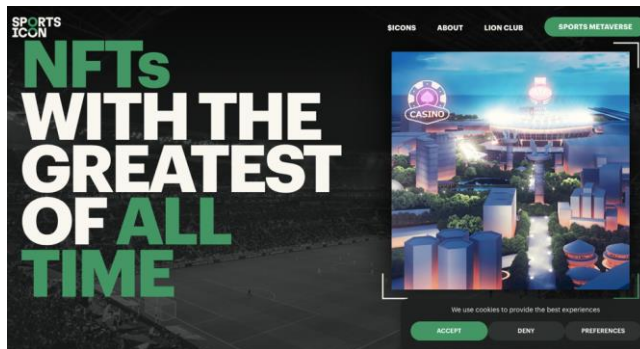 SPORTS
ICON
$ICONS ABOUT LION CLUB SPORTS METAVERSE
NFTs
WITH THE
GREATEST
OF ALL
TIME
CASINO
We use cookies to provide the best experiences
ACCEPT DENY PREFERENCES